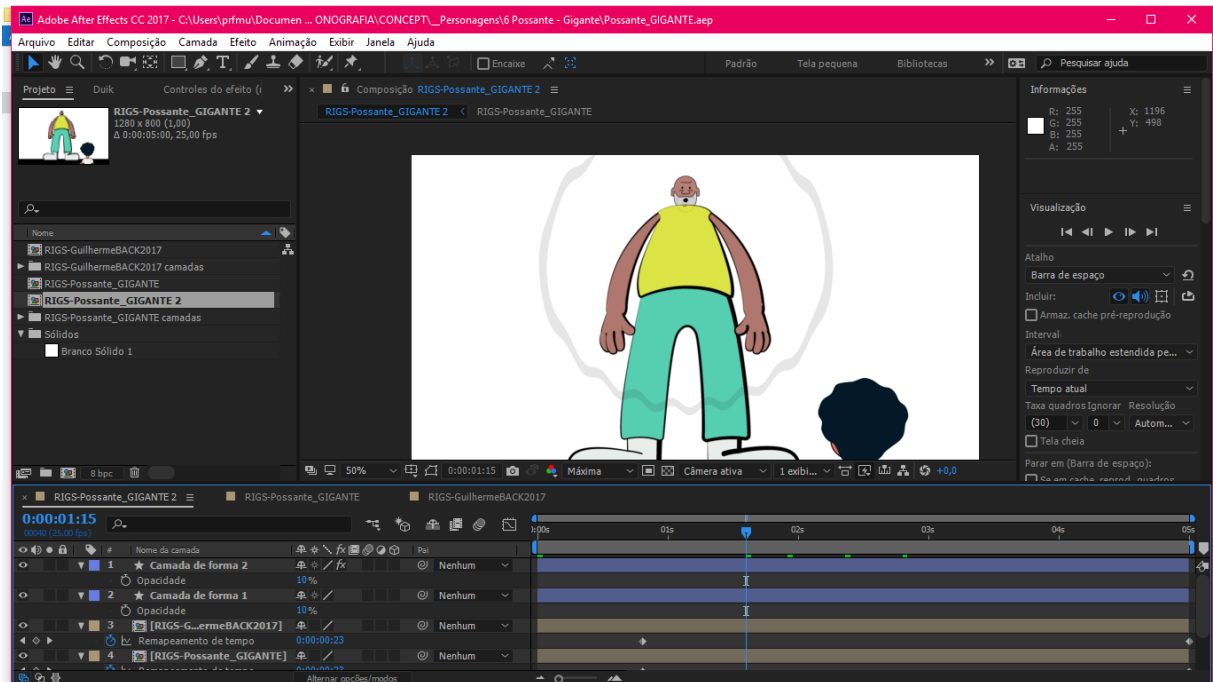 Ae Adobe After Effects CC 2017 - C:\Users\prfmu\Documen ... ONOGRAFIA\CONCEPT\__Personagens\6 Possante - Gigante\Possante_GIGANTE.aep
Arquivo Editar Composição Camada Efeito Animação Exibir Janela Ajuda
Encaixe Padrão Tela pequena Bibliotecas Pesquisar ajuda
Projeto Duik Controles do efeito Composição RIGS-Possante_GIGANTE 2 Informações
RIGS-Possante_GIGANTE 2
1280 x 800 (1,00)
Δ 0:00:05:00, 25,00 fps
RIGS-Possante_GIGANTE 2 RIGS-Possante_GIGANTE
R: 255 X: 1196
G: 255 Y: 498
B: 255
A: 255
Nome
RIGS-GuilhermeBACK2017
RIGS-GuilhermeBACK2017 camadas
RIGS-Possante_GIGANTE
RIGS-Possante_GIGANTE 2
RIGS-Possante_GIGANTE camadas
Sólidos
Branco Sólido 1
Visualização
Atalho
Barra de espaço
Incluir:
Armaz. cache pré-reprodução
Interval
Área de trabalho estendida pe...
Reproduzir de
Tempo atual
Taxa quadros Ignorar Resolução
(30) 0 Autom...
Tela cheia
Parar em (Barra de espaço):
Se em cache, reprod. quadros
8 bpc 50% 0:00:01:15 Máxima Câmera ativa 1 exibi... +0,0
RIGS-Possante_GIGANTE 2 RIGS-Possante_GIGANTE RIGS-GuilhermeBACK2017
0:00:01:15
00040 (25.00 fps)
01s 02s 03s 04s 05s
# Nome da camada Pai
1 Camada de forma 2 Nenhum
Opacidade 10%
2 Camada de forma 1 Nenhum
Opacidade 10%
3 [RIGS-G...ermeBACK2017] Nenhum
Remapeamento de tempo 0:00:00:23
4 [RIGS-Possante_GIGANTE] Nenhum
Alternar opções/modos